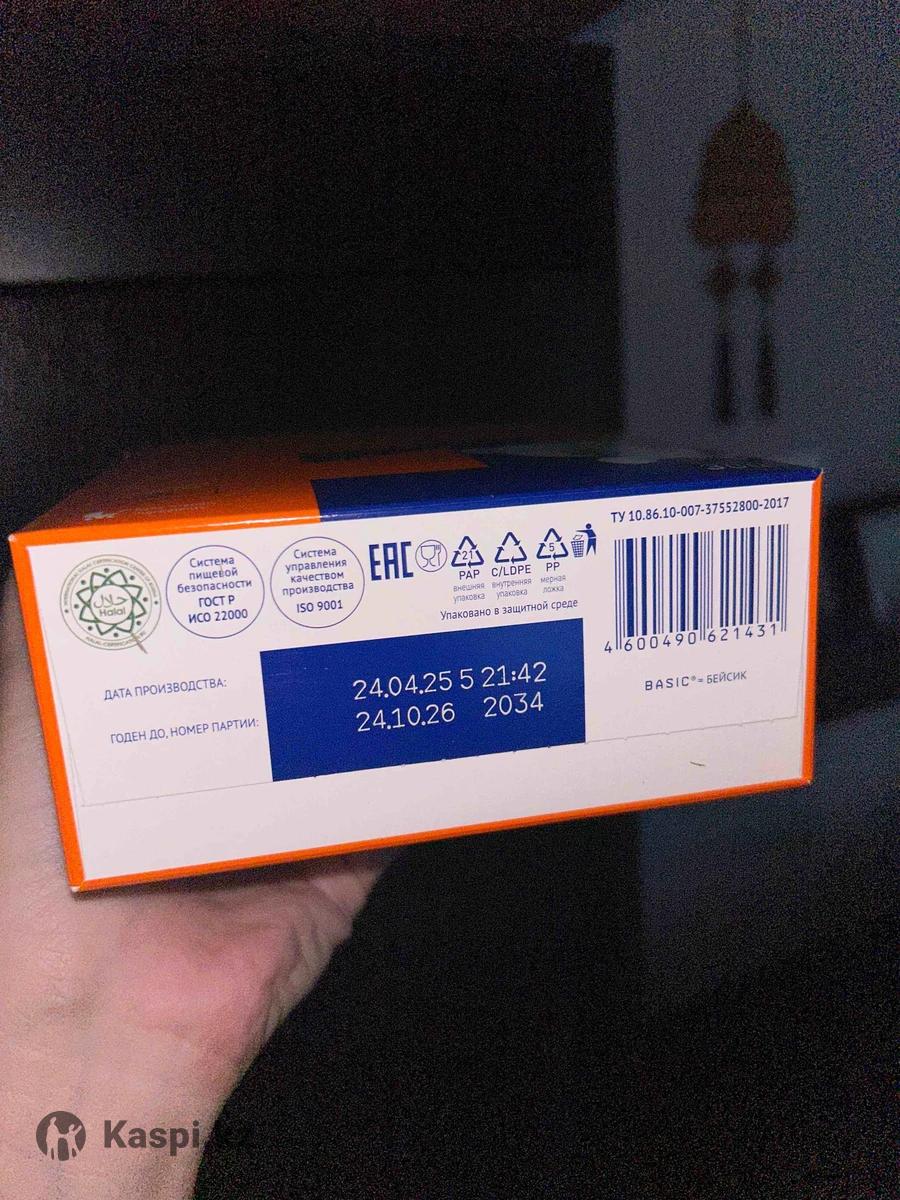 ТУ 10.86.10-007-37552800-2017
حلال
Halal
Система
пищевой
безопасности
ГОСТ Р
ИСО 22000
Система
управления
качеством
производства
ISO 9001
EAC
21
PAP
внешняя
упаковка
C/LDPE
внутренняя
упаковка
5
PP
мерная
ложка
Упаковано в защитной среде
4 600490 621431
BASIC®= БЕЙСИК
ДАТА ПРОИЗВОДСТВА:
24.04.25 5 21:42
ГОДЕН ДО, НОМЕР ПАРТИИ:
24.10.26 2034
Kaspi.kz